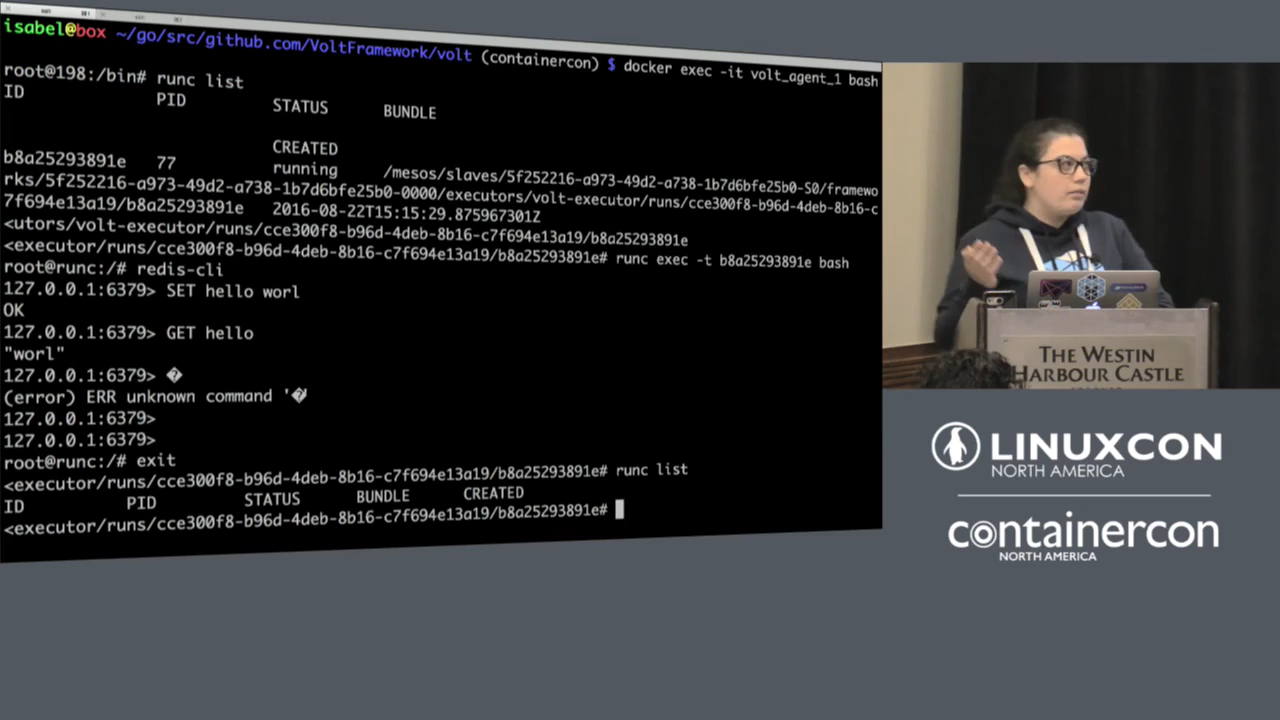 isabel@box ~/go/src/github.com/VoltFramework/volt (containercon) $ docker exec -it volt_agent_1 bash
root@198:/bin# runc list
ID PID STATUS BUNDLE
CREATED
b8a25293891e 77 running /mesos/slaves/5f252216-a973-49d2-a738-1b7d6bfe25b0-S0/framewo
rks/5f252216-a973-49d2-a738-1b7d6bfe25b0-0000/executors/volt-executor/runs/cce300f8-b96d-4deb-8b16-c
7f694e13a19/b8a25293891e 2016-08-22T15:15:29.875967301Z
<utors/volt-executor/runs/cce300f8-b96d-4deb-8b16-c7f694e13a19/b8a25293891e
<executor/runs/cce300f8-b96d-4deb-8b16-c7f694e13a19/b8a25293891e# runc exec -t b8a25293891e bash
root@runc:/# redis-cli
127.0.0.1:6379> SET hello worl
OK
127.0.0.1:6379> GET hello
"worl"
127.0.0.1:6379> �
(error) ERR unknown command '�'
127.0.0.1:6379>
127.0.0.1:6379>
root@runc:/# exit
<executor/runs/cce300f8-b96d-4deb-8b16-c7f694e13a19/b8a25293891e# runc list
ID PID STATUS BUNDLE CREATED
<executor/runs/cce300f8-b96d-4deb-8b16-c7f694e13a19/b8a25293891e#
THE WESTIN
HARBOUR CASTLE
LINUXCON
NORTH AMERICA
containercon
NORTH AMERICA